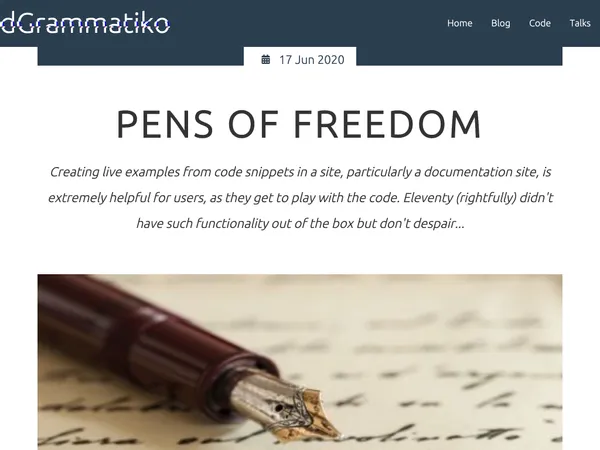 dGrammatiko
Home
Blog
Code
Talks
17 Jun 2020
PENS OF FREEDOM
Creating live examples from code snippets in a site, particularly a documentation site, is
extremely helpful for users, as they get to play with the code. Eleventy (rightfully) didn't
have such functionality out of the box but don't despair...